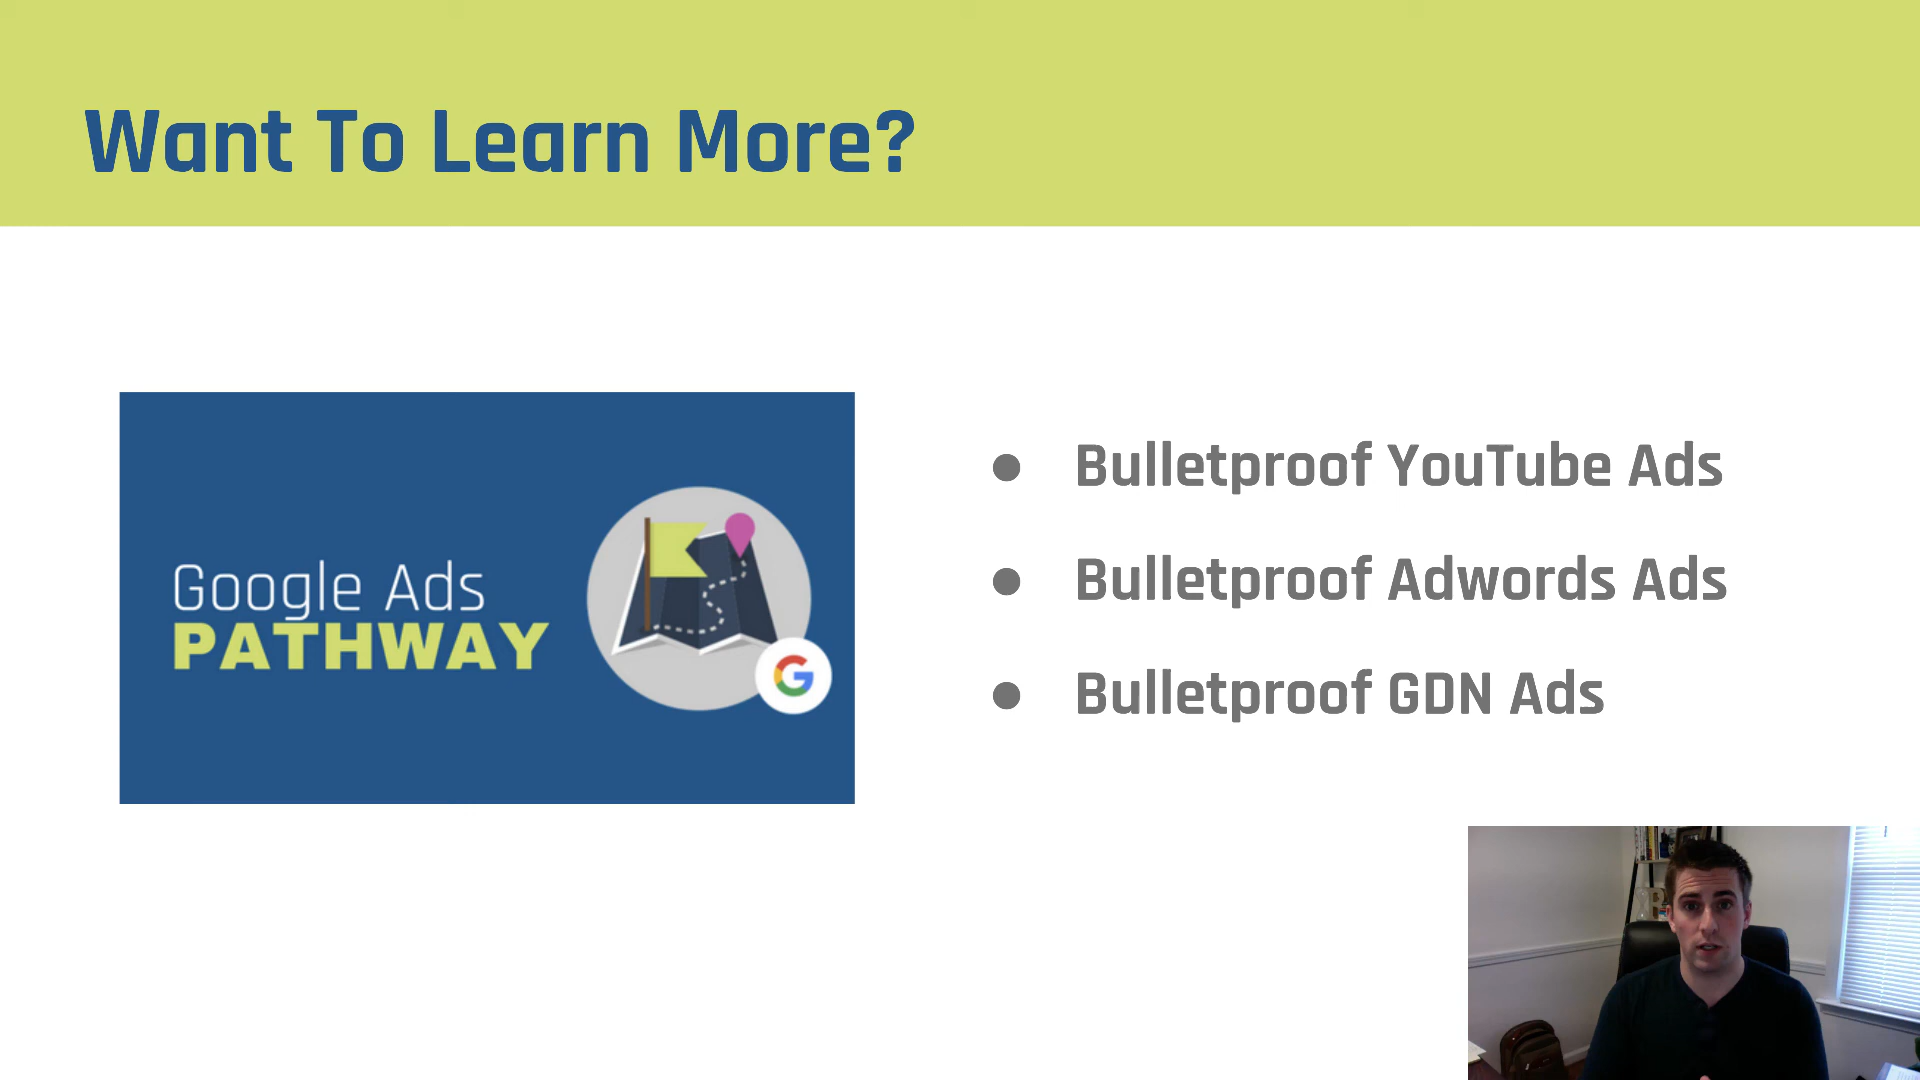 Want To Learn More?
Google Ads
PATHWAY
● Bulletproof YouTube Ads
● Bulletproof Adwords Ads
● Bulletproof GDN Ads